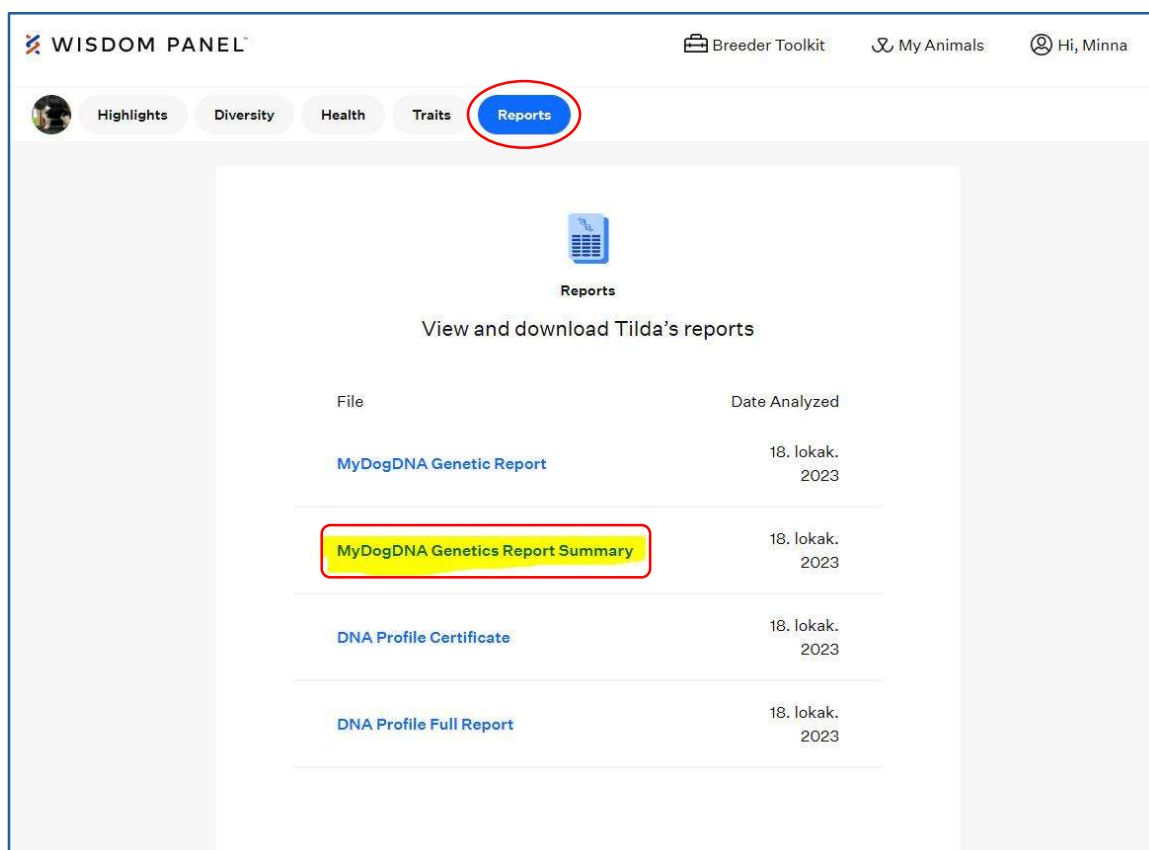 WISDOM PANEL™ Breeder Toolkit My Animals Hi, Minna
Highlights Diversity Health Traits Reports
Reports
View and download Tilda's reports
File Date Analyzed
MyDogDNA Genetic Report 18. lokak.
2023
MyDogDNA Genetics Report Summary 18. lokak.
2023
DNA Profile Certificate 18. lokak.
2023
DNA Profile Full Report 18. lokak.
2023